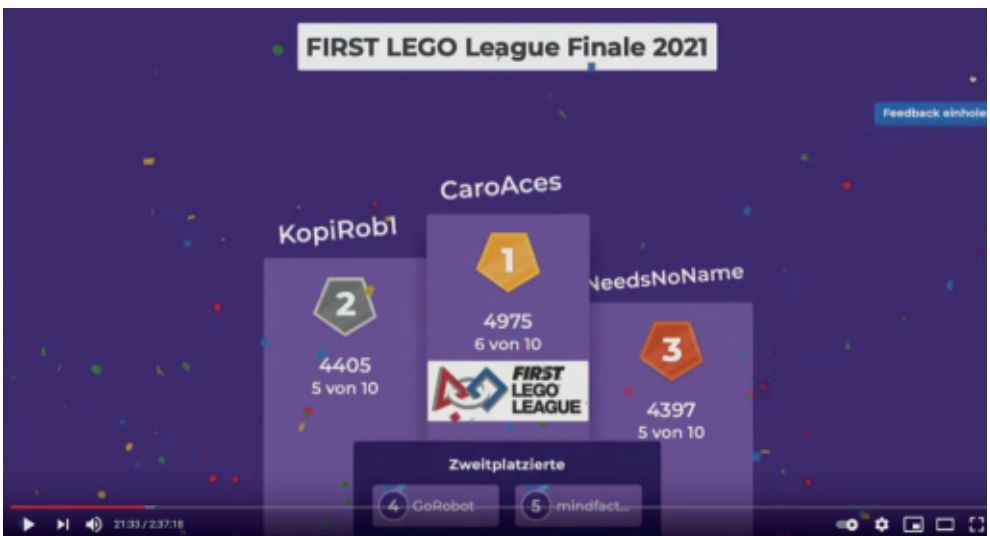 FIRST LEGO League Finale 2021
Feedback einhole
CaroAces
KopiRob1
NeedsNoName
1
2
4975
6 von 10
3
4405
5 von 10
FIRST
LEGO
LEAGUE
4397
5 von 10
Zweitplatzierte
4 GoRobot
5 mindfact...
21:33 / 2:37:18